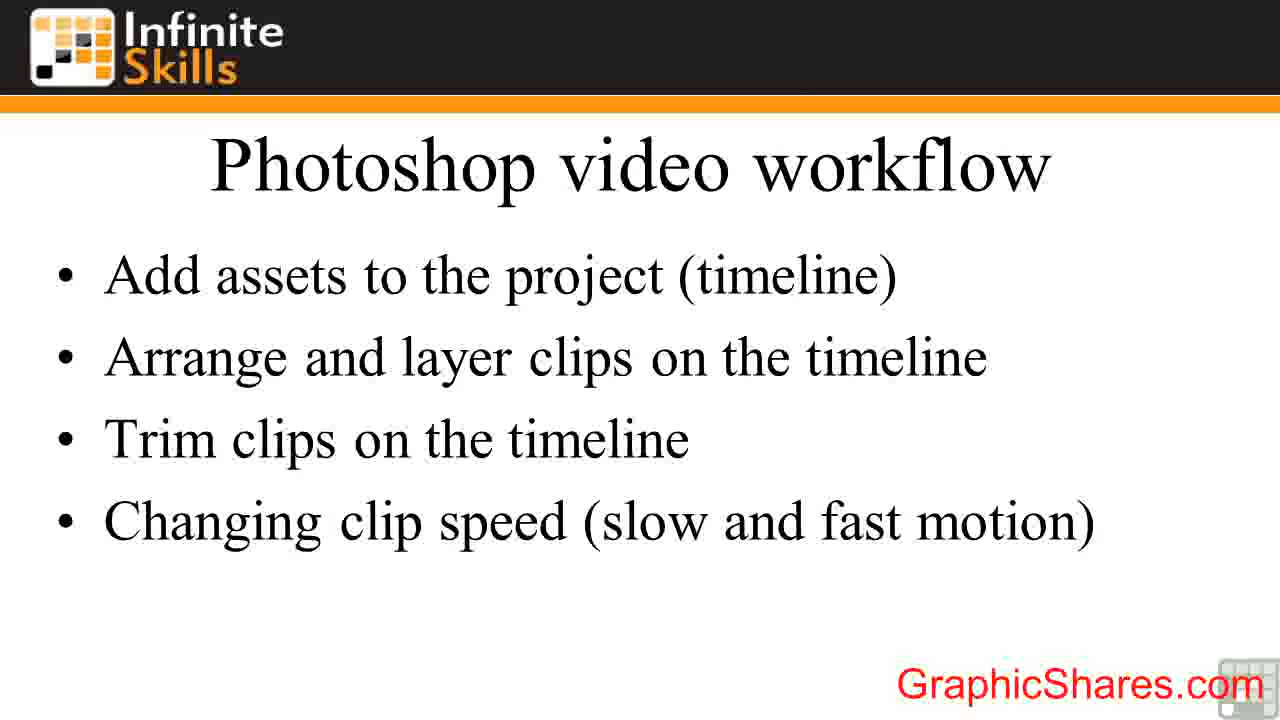 Infinite
Skills
Photoshop video workflow
• Add assets to the project (timeline)
• Arrange and layer clips on the timeline
• Trim clips on the timeline
• Changing clip speed (slow and fast motion)
GraphicShares.com